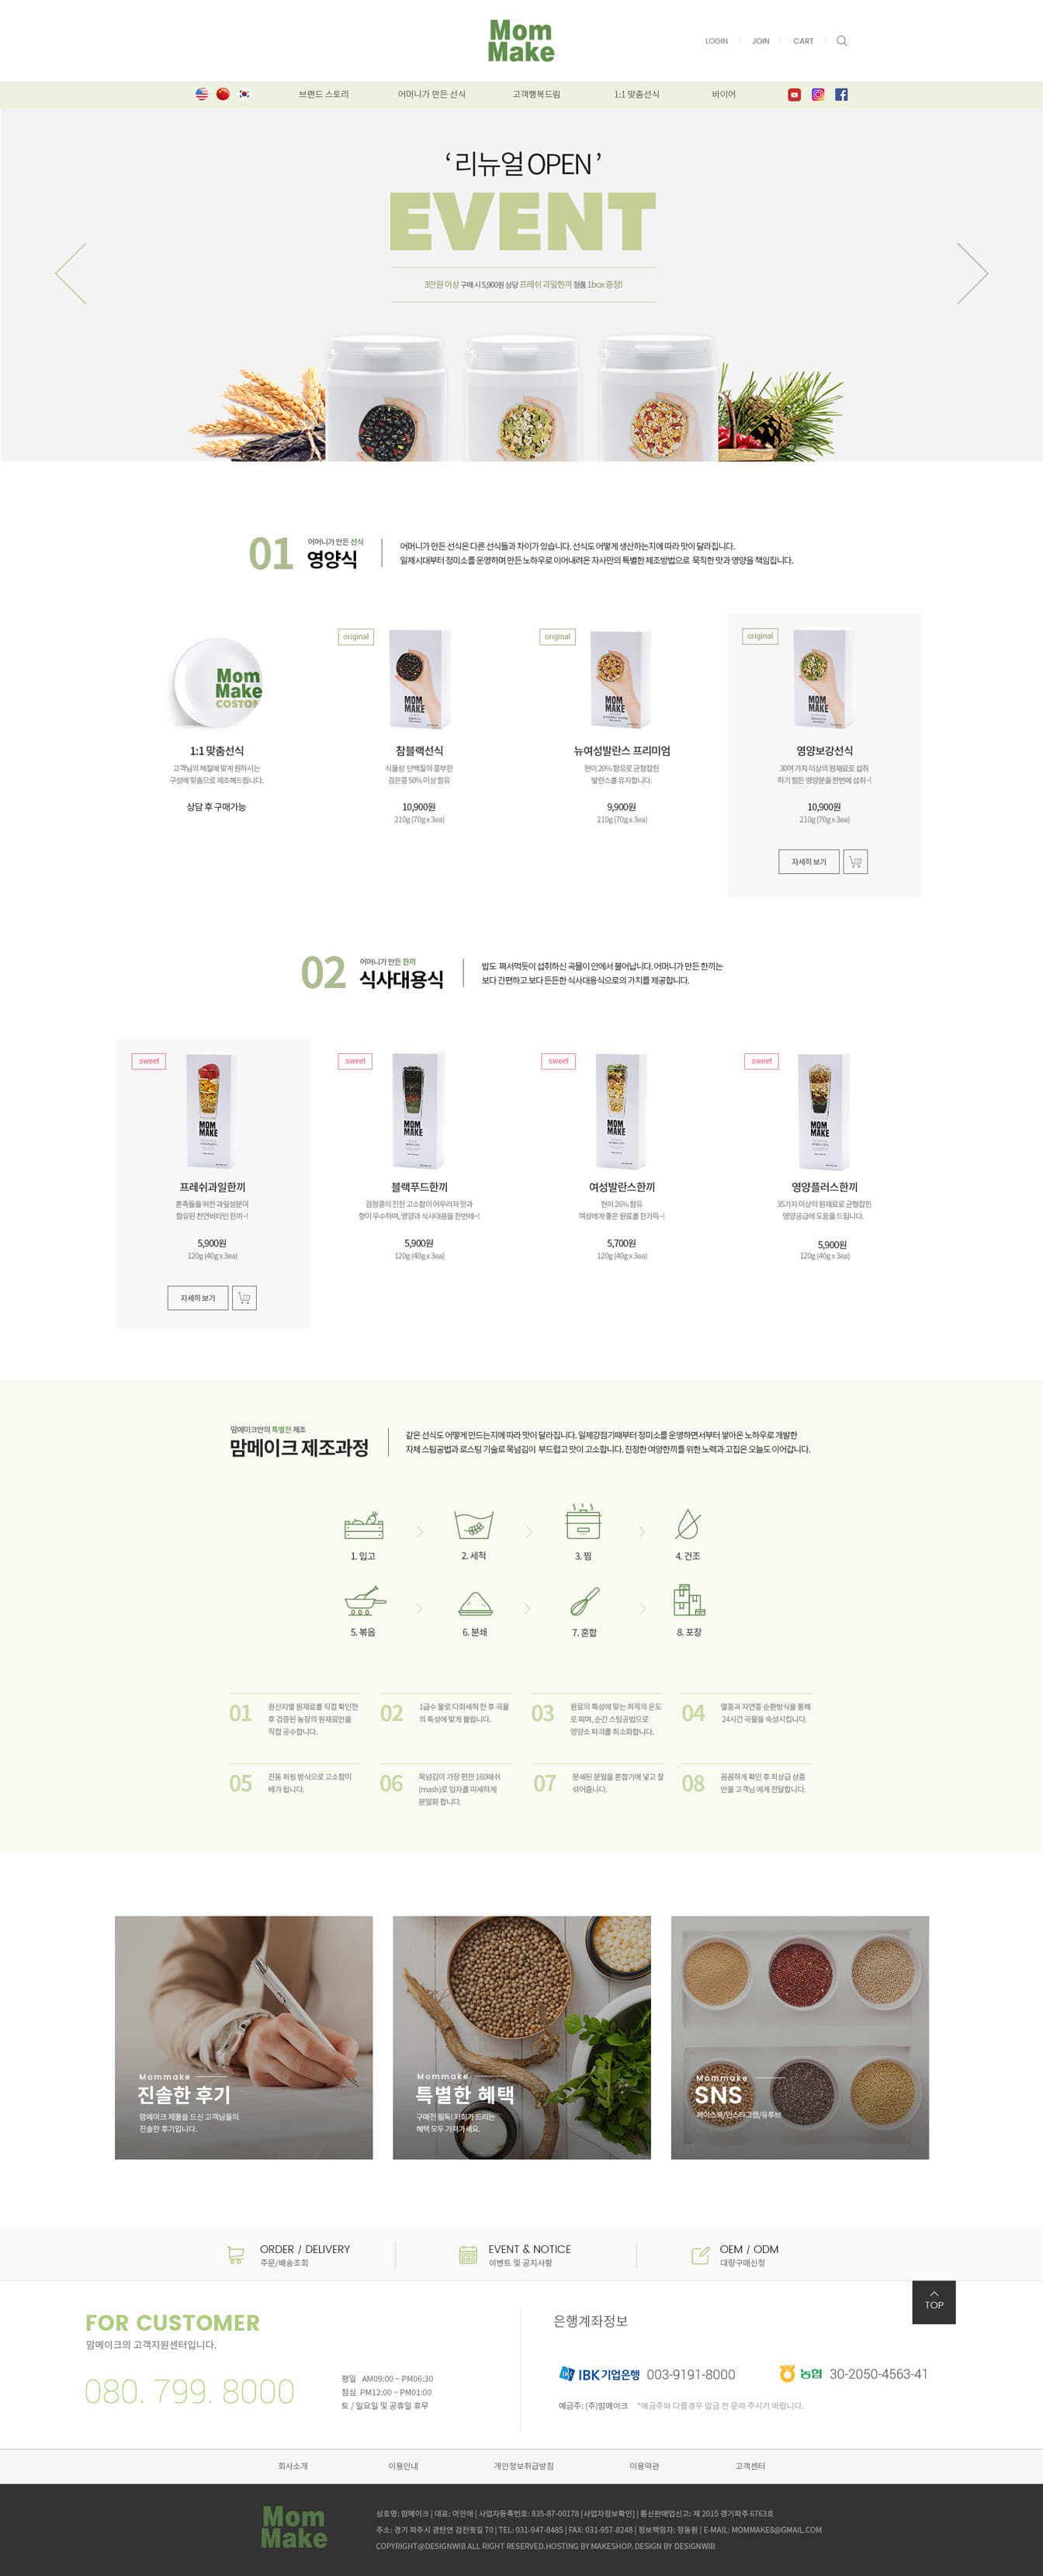 Mom
Make
LOGIN JOIN CART
브랜드 스토리 어머니가 만든 선식 고객행복드림 1:1 맞춤선식 바이어
‘ 리뉴얼 OPEN ’
EVENT
3만원 이상 구매 시 5,900원 상당 프레쉬 과일한끼 정품 1box 증정!
01
어머니가 만든 선식
영양식
어머니가 만든 선식은 다른 선식들과 차이가 있습니다. 선식도 어떻게 생산하는지에 따라 맛이 달라집니다.
일제시대부터 정미소를 운영하며 만든 노하우로 이어내려온 자사만의 특별한 제조방법으로 묵직한 맛과 영양을 책임집니다.
Mom
Make
COSTOM
1:1 맞춤선식
고객님의 체질에 맞게 원하시는
구성에 맞춤으로 제조해드립니다.
상담 후 구매가능
original
MOM
MAKE
참블랙선식
식물성 단백질이 풍부한
검은콩 50% 이상 함유
10,900원
210g (70g x 3ea)
original
MOM
MAKE
뉴여성발란스 프리미엄
현미 20% 함유로 균형잡힌
발란스를 유지합니다.
9,900원
210g (70g x 3ea)
original
MOM
MAKE
영양보강선식
30여 가지 이상의 원재료로 섭취
하기 힘든 영양분을 한번에 섭취~!
10,900원
210g (70g x 3ea)
자세히 보기
02
어머니가 만든 한끼
식사대용식
밥도 펴서먹듯이 섭취하신 곡물이 안에서 불어납니다. 어머니가 만든 한끼는
보다 간편하고 보다 든든한 식사대용식으로의 가치를 제공합니다.
sweet
MOM
MAKE
프레쉬과일한끼
혼족들을 위한 과일성분이
함유된 천연비타민 한끼~!
5,900원
120g (40g x 3ea)
자세히 보기
sweet
MOM
MAKE
블랙푸드한끼
검정콩의 진한 고소함이 어우러져 맛과
향이 우수하며, 영양과 식사대용을 한번에~!
5,900원
120g (40g x 3ea)
sweet
MOM
MAKE
여성발란스한끼
현미 26% 함유
여성에게 좋은 원료를 한가득~!
5,700원
120g (40g x 3ea)
sweet
MOM
MAKE
영양플러스한끼
35가지 이상의 원재료로 균형잡힌
영양공급에 도움을 드립니다.
5,900원
120g (40g x 3ea)
맘메이크만의 특별한 제조
맘메이크 제조과정
같은 선식도 어떻게 만드는지에 따라 맛이 달라집니다. 일제강점기때부터 정미소를 운영하면서부터 쌓아온 노하우로 개발한
자체 스팀공법과 로스팅 기술로 목넘김이 부드럽고 맛이 고소합니다. 진정한 여양한끼를 위한 노력과 고집은 오늘도 이어갑니다.
1. 입고
2. 세척
3. 찜
4. 건조
5. 볶음
6. 분쇄
7. 혼합
8. 포장
01
원산지별 원재료를 직접 확인한
후 검증된 농장의 원재료만을
직접 공수합니다.
02
1급수 물로 다회세척 한 후 곡물
의 특성에 맞게 불립니다.
03
원료의 특성에 맞는 최적의 온도
로 찌며, 순간 스팀공법으로
영양소 파괴를 최소화합니다.
04
열풍과 자연풍 순환방식을 통해
24시간 곡물을 숙성시킵니다.
05
진동 퍼핑 방식으로 고소함이
배가 됩니다.
06
목넘김이 가장 편한 160매쉬
(mash)로 입자를 미세하게
분말화 합니다.
07
분쇄된 분말을 혼합기에 넣고 잘
섞어줍니다.
08
꼼꼼하게 확인 후 최상급 상품
만을 고객님 에게 전달합니다.
Mommake
진솔한 후기
맘메이크 제품을 드신 고객님들의
진솔한 후기입니다.
Mommake
특별한 혜택
구매전 필독! 저희가 드리는
혜택 모두 가져가세요.
Mommake
SNS
페이스북/인스타그램/유투브
ORDER / DELIVERY
주문/배송조회
EVENT & NOTICE
이벤트 및 공지사항
OEM / ODM
대량구매신청
TOP
FOR CUSTOMER
맘메이크의 고객지원센터입니다.
080. 799. 8000
평일 AM09:00 ~ PM06:30
점심 PM12:00 ~ PM01:00
토 / 일요일 및 공휴일 휴무
은행계좌정보
IBK기업은행 003-9191-8000
농협 30-2050-4563-41
예금주: (주)맘메이크 *예금주와 다를경우 입금 전 문의 주시기 바랍니다.
회사소개 이용안내 개인정보취급방침 이용약관 고객센터
Mom
Make
상호명: 맘메이크 | 대표: 이인애 | 사업자등록번호: 835-87-00178 [사업자정보확인] | 통신판매업신고: 제 2015 경기파주 6763호
주소: 경기 파주시 광탄면 검전윗길 70 | TEL: 031-947-8485 | FAX: 031-957-8248 | 정보책임자: 정동원 | E-MAIL: MOMMAKE8@GMAIL.COM
COPYRIGHT@DESIGNWIB ALL RIGHT RESERVED.HOSTING BY MAKESHOP. DESIGN BY DESIGNWIB